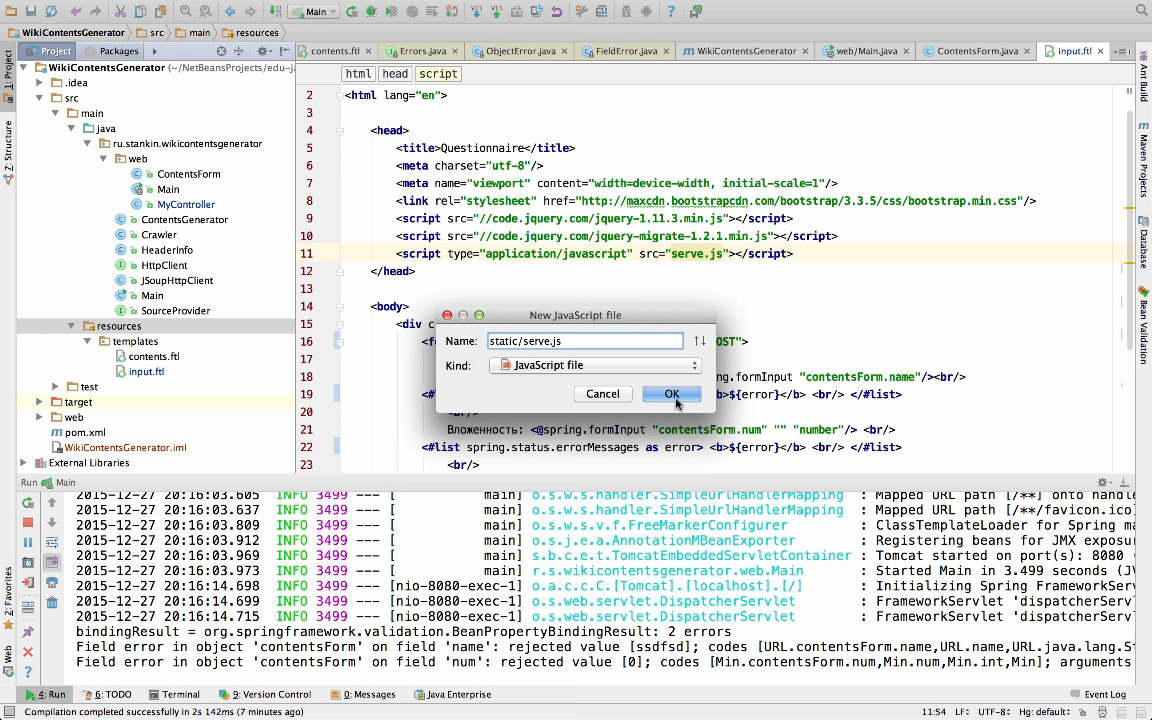 Main
WikiContentsGenerator
src
main
resources
Project
Packages
contents.ftl
Errors.java
ObjectError.java
FieldError.java
WikiContentsGenerator
web/Main.java
ContentsForm.java
input.ftl
html head script
WikiContentsGenerator (~/NetBeansProjects/edu-ja
.idea
src
main
java
ru.stankin.wikicontentsgenerator
web
ContentsForm
Main
MyController
ContentsGenerator
Crawler
HeaderInfo
HttpClient
JSoupHttpClient
Main
SourceProvider
resources
templates
contents.ftl
input.ftl
test
target
web
pom.xml
WikiContentsGenerator.iml
External Libraries
1: Project
Z: Structure
2: Favorites
Web
Ant Build
Maven Projects
Database
Bean Validation
2 <html lang="en">
3
4 <head>
5 <title>Questionnaire</title>
6 <meta charset="utf-8"/>
7 <meta name="viewport" content="width=device-width, initial-scale=1"/>
8 <link rel="stylesheet" href="http://maxcdn.bootstrapcdn.com/bootstrap/3.3.5/css/bootstrap.min.css"/>
9 <script src="//code.jquery.com/jquery-1.11.3.min.js"></script>
10 <script src="//code.jquery.com/jquery-migrate-1.2.1.min.js"></script>
11 <script type="application/javascript" src="serve.js"></script>
12 </head>
13
14 <body>
15 <div c
16 <f OST">
17
18 ng.formInput "contentsForm.name"/><br/>
19 <#l b>${error}</b> <br/> </#list>
20 <br/>
21 Вложенность: <@spring.formInput "contentsForm.num" "" "number"/> <br/>
22 <#list spring.status.errorMessages as error> <b>${error}</b> <br/> </#list>
23 <br/>
New JavaScript file
Name: static/serve.js
Kind: JavaScript file
Cancel OK
Run Main
2015-12-27 20:16:03.605 INFO 3499 --- [ main] o.s.w.s.handler.SimpleUrlHandlerMapping : Mapped URL path [/**] onto handle
2015-12-27 20:16:03.637 INFO 3499 --- [ main] o.s.w.s.handler.SimpleUrlHandlerMapping : Mapped URL path [/**/favicon.ico
2015-12-27 20:16:03.809 INFO 3499 --- [ main] o.s.w.s.v.f.FreeMarkerConfigurer : ClassTemplateLoader for Spring ma
2015-12-27 20:16:03.912 INFO 3499 --- [ main] o.s.j.e.a.AnnotationMBeanExporter : Registering beans for JMX exposur
2015-12-27 20:16:03.969 INFO 3499 --- [ main] s.b.c.e.t.TomcatEmbeddedServletContainer : Tomcat started on port(s): 8080
2015-12-27 20:16:03.973 INFO 3499 --- [ main] r.s.wikicontentsgenerator.web.Main : Started Main in 3.499 seconds (JV
2015-12-27 20:16:14.698 INFO 3499 --- [nio-8080-exec-1] o.a.c.c.C.[Tomcat].[localhost].[/] : Initializing Spring FrameworkServ
2015-12-27 20:16:14.699 INFO 3499 --- [nio-8080-exec-1] o.s.web.servlet.DispatcherServlet : FrameworkServlet 'dispatcherServ
2015-12-27 20:16:14.715 INFO 3499 --- [nio-8080-exec-1] o.s.web.servlet.DispatcherServlet : FrameworkServlet 'dispatcherServ
bindingResult = org.springframework.validation.BeanPropertyBindingResult: 2 errors
Field error in object 'contentsForm' on field 'name': rejected value [ssdfsd]; codes [URL.contentsForm.name,URL.name,URL.java.lang.St
Field error in object 'contentsForm' on field 'num': rejected value [0]; codes [Min.contentsForm.num,Min.num,Min.int,Min]; arguments
4: Run
6: TODO
Terminal
9: Version Control
0: Messages
Java Enterprise
Event Log
Compilation completed successfully in 2s 142ms (7 minutes ago)
11:54 LF UTF-8 Hg: default